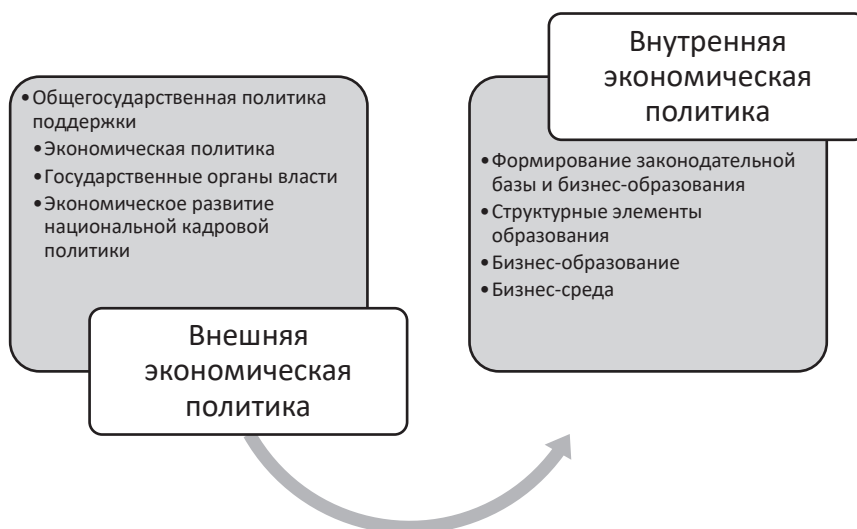 •Общегосударственная политика
поддержки
•Экономическая политика
•Государственные органы власти
•Экономическое развитие
национальной кадровой
политики
Внешняя
экономическая
политика
Внутренняя
экономическая
политика
•Формирование законодательной
базы и бизнес-образования
•Структурные элементы
образования
•Бизнес-образование
•Бизнес-среда